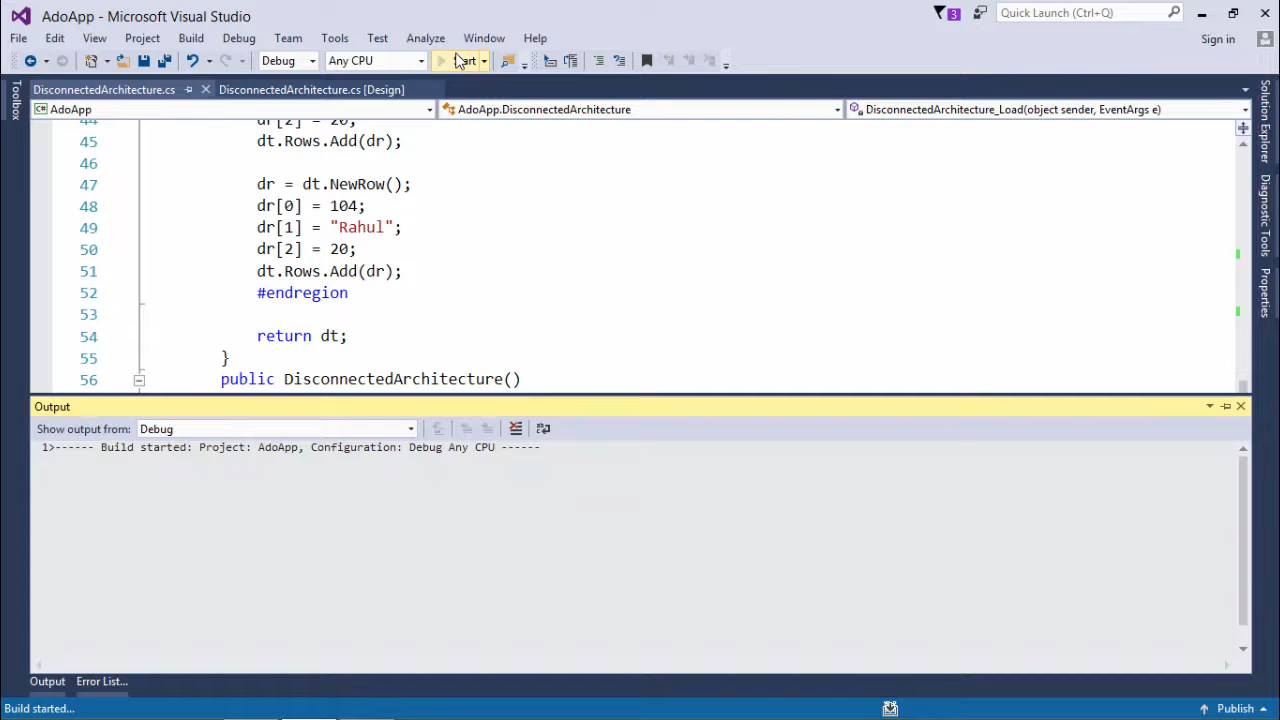 AdoApp - Microsoft Visual Studio
3
Quick Launch (Ctrl+Q)
File Edit View Project Build Debug Team Tools Test Analyze Window Help
Sign in
Debug
Any CPU
Toolbox
DisconnectedArchitecture.cs
DisconnectedArchitecture.cs [Design]
C# AdoApp
AdoApp.DisconnectedArchitecture
DisconnectedArchitecture_Load(object sender, EventArgs e)
44 dr[2] = 20;
45 dt.Rows.Add(dr);
46
47 dr = dt.NewRow();
48 dr[0] = 104;
49 dr[1] = "Rahul";
50 dr[2] = 20;
51 dt.Rows.Add(dr);
52 #endregion
53
54 return dt;
55 }
56 public DisconnectedArchitecture()
Solution Explorer
Diagnostic Tools
Properties
Output
Show output from: Debug
1>------ Build started: Project: AdoApp, Configuration: Debug Any CPU ------
Output Error List...
Build started...
Publish